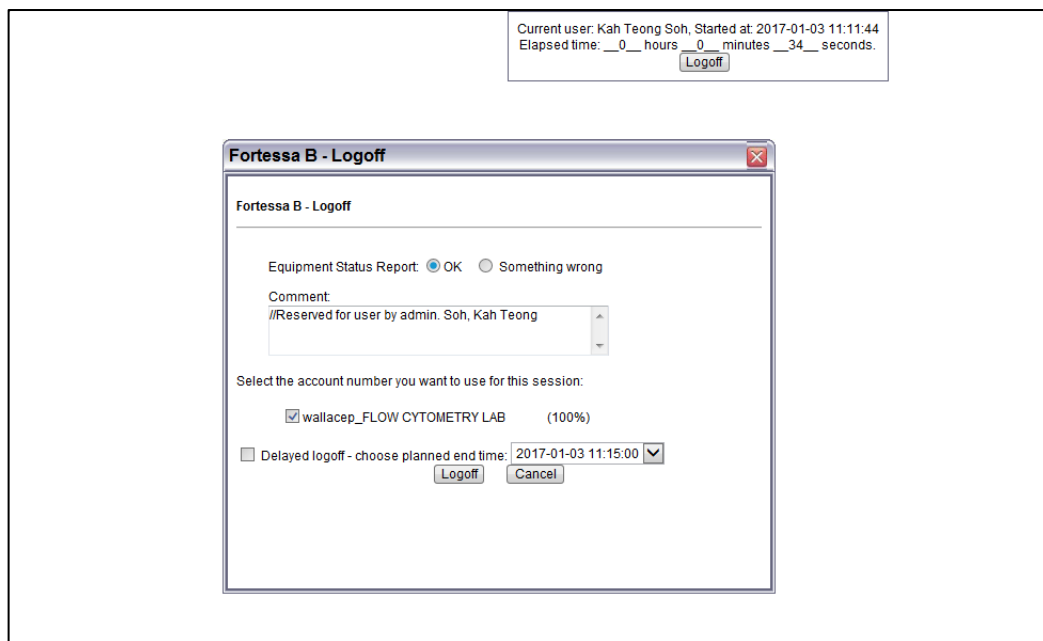 Current user: Kah Teong Soh, Started at: 2017-01-03 11:11:44
Elapsed time: __0__ hours __0__ minutes __34__ seconds.
Logoff
Fortessa B - Logoff
Fortessa B - Logoff
Equipment Status Report: OK Something wrong
Comment:
//Reserved for user by admin. Soh, Kah Teong
Select the account number you want to use for this session:
wallacep_FLOW CYTOMETRY LAB (100%)
Delayed logoff - choose planned end time: 2017-01-03 11:15:00
Logoff Cancel